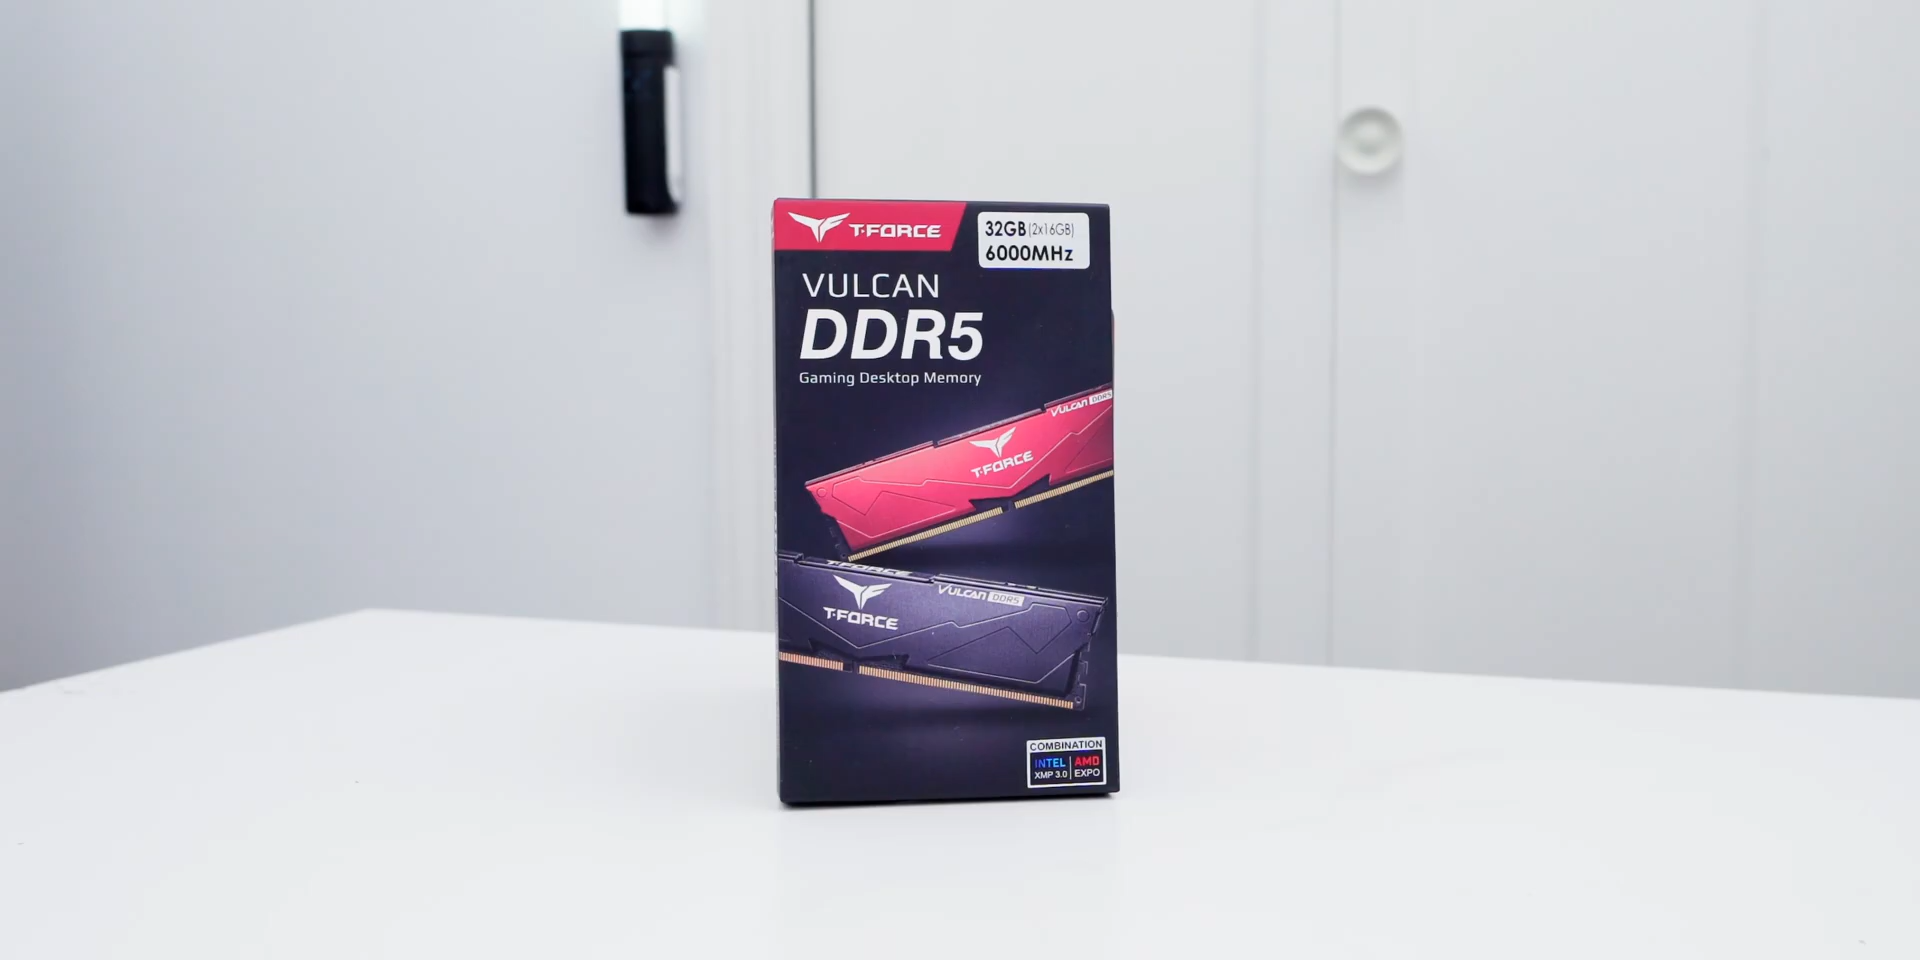 T-FORCE
32GB (2x16GB)
6000MHz
VULCAN
DDR5
Gaming Desktop Memory
VULCAN DDR5
T-FORCE
T-FORCE
VULCAN DDR5
T-FORCE
COMBINATION
INTEL AMD
XMP 3.0 EXPO